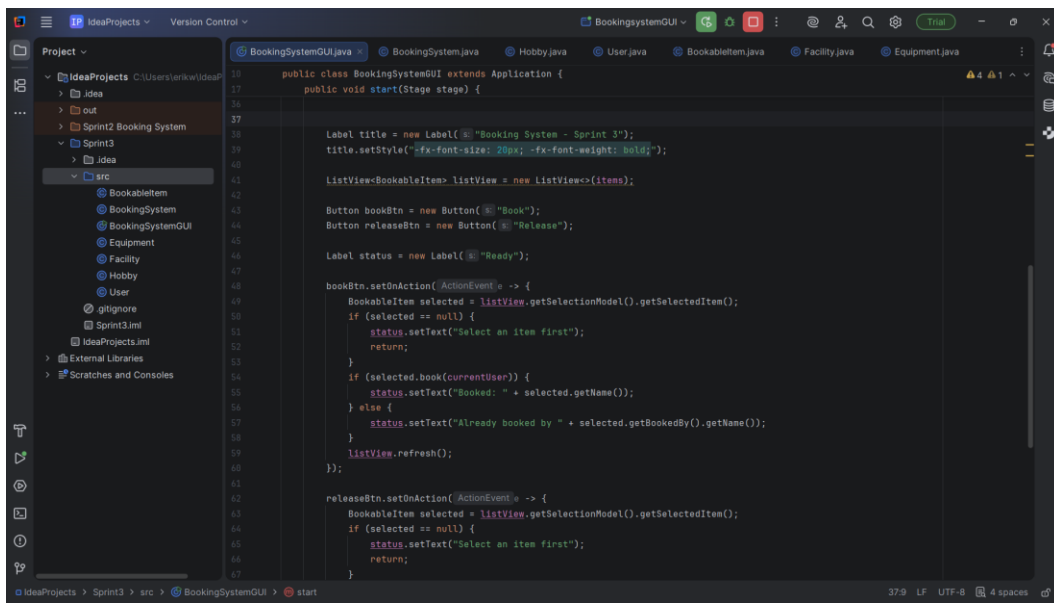 IP IdeaProjects Version Control BookingsystemGUI Trial
Project
BookingSystemGUI.java BookingSystem.java Hobby.java User.java BookableItem.java Facility.java Equipment.java
IdeaProjects C:\Users\erikw\IdeaP
.idea
out
Sprint2 Booking System
Sprint3
.idea
src
BookableItem
BookingSystem
BookingSystemGUI
Equipment
Facility
Hobby
User
.gitignore
Sprint3.iml
IdeaProjects.iml
External Libraries
Scratches and Consoles
4 1
10 public class BookingSystemGUI extends Application {
17 public void start(Stage stage) {
36
37
38 Label title = new Label( s: "Booking System - Sprint 3");
39 title.setStyle("-fx-font-size: 20px; -fx-font-weight: bold;");
40
41 ListView<BookableItem> listView = new ListView<>(items);
42
43 Button bookBtn = new Button( s: "Book");
44 Button releaseBtn = new Button( s: "Release");
45
46 Label status = new Label( s: "Ready");
47
48 bookBtn.setOnAction( ActionEvent e -> {
49 BookableItem selected = listView.getSelectionModel().getSelectedItem();
50 if (selected == null) {
51 status.setText("Select an item first");
52 return;
53 }
54 if (selected.book(currentUser)) {
55 status.setText("Booked: " + selected.getName());
56 } else {
57 status.setText("Already booked by " + selected.getBookedBy().getName());
58 }
59 listView.refresh();
60 });
61
62 releaseBtn.setOnAction( ActionEvent e -> {
63 BookableItem selected = listView.getSelectionModel().getSelectedItem();
64 if (selected == null) {
65 status.setText("Select an item first");
66 return;
67 }
IdeaProjects > Sprint3 > src > BookingSystemGUI > start 37:9 LF UTF-8 4 spaces